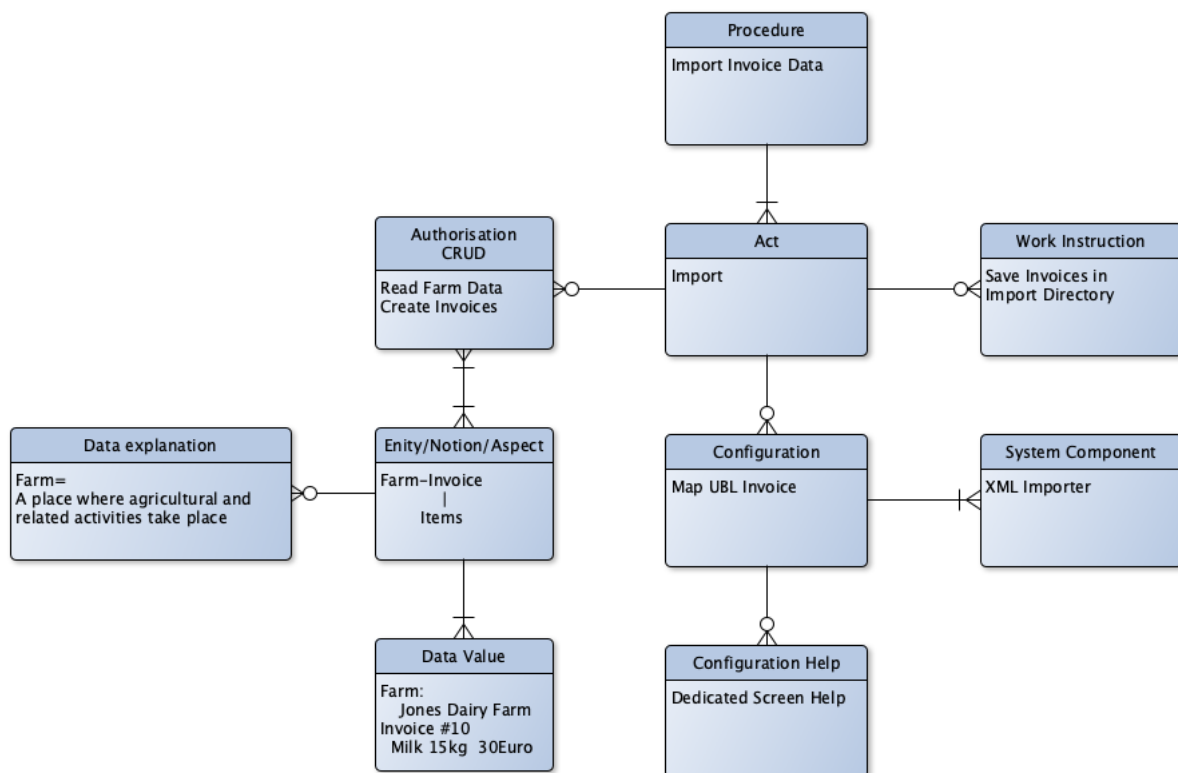 Procedure
Import Invoice Data
Authorisation
CRUD
Read Farm Data
Create Invoices
Act
Import
Work Instruction
Save Invoices in
Import Directory
Data explanation
Farm=
A place where agricultural and
related activities take place
Enity/Notion/Aspect
Farm-Invoice
|
Items
Configuration
Map UBL Invoice
System Component
XML Importer
Data Value
Farm:
Jones Dairy Farm
Invoice #10
Milk 15kg 30Euro
Configuration Help
Dedicated Screen Help